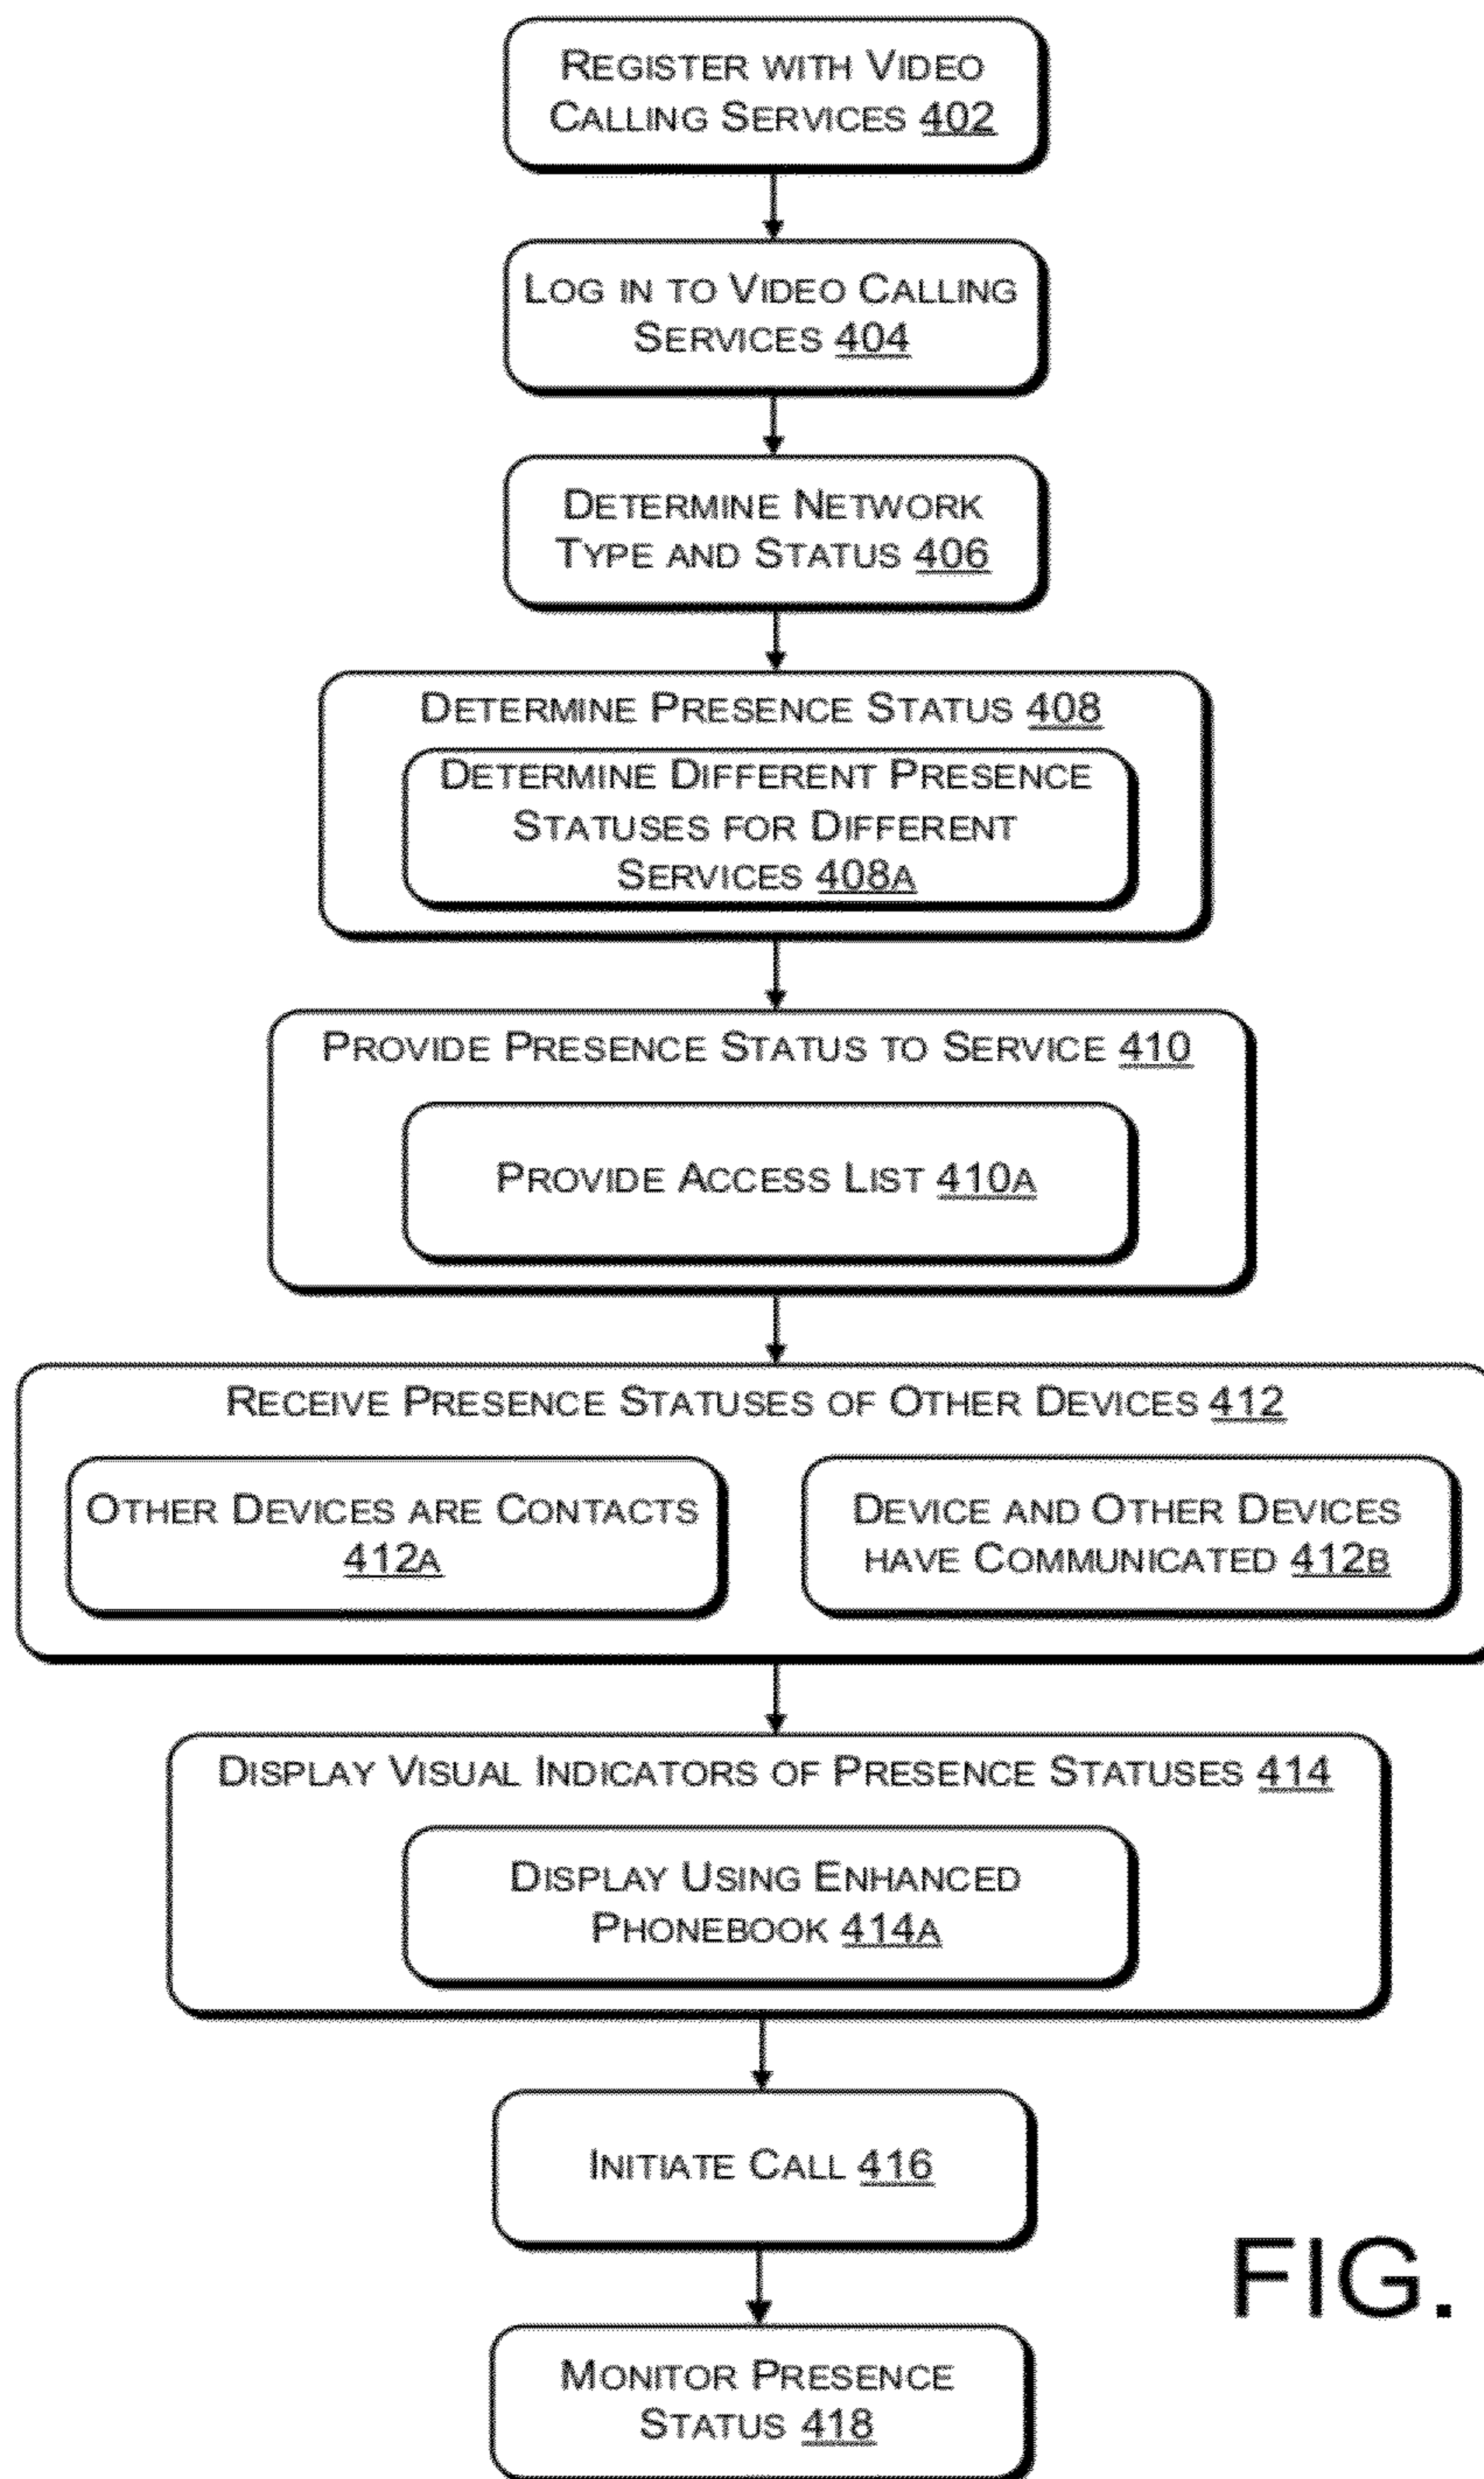 REGISTER WITH VIDEO
CALLING SERVICES 402
LOG IN TO VIDEO CALLING
SERVICES 404
DETERMINE NETWORK
TYPE AND STATUS 406
DETERMINE PRESENCE STATUS 408
DETERMINE DIFFERENT PRESENCE
STATUSES FOR DIFFERENT
SERVICES 408A
PROVIDE PRESENCE STATUS TO SERVICE 410
PROVIDE ACCESS LIST 410A
RECEIVE PRESENCE STATUSES OF OTHER DEVICES 412
OTHER DEVICES ARE CONTACTS
412A
DEVICE AND OTHER DEVICES
HAVE COMMUNICATED 412B
DISPLAY VISUAL INDICATORS OF PRESENCE STATUSES 414
DISPLAY USING ENHANCED
PHONEBOOK 414A
INITIATE CALL 416
FIG.
MONITOR PRESENCE
STATUS 418